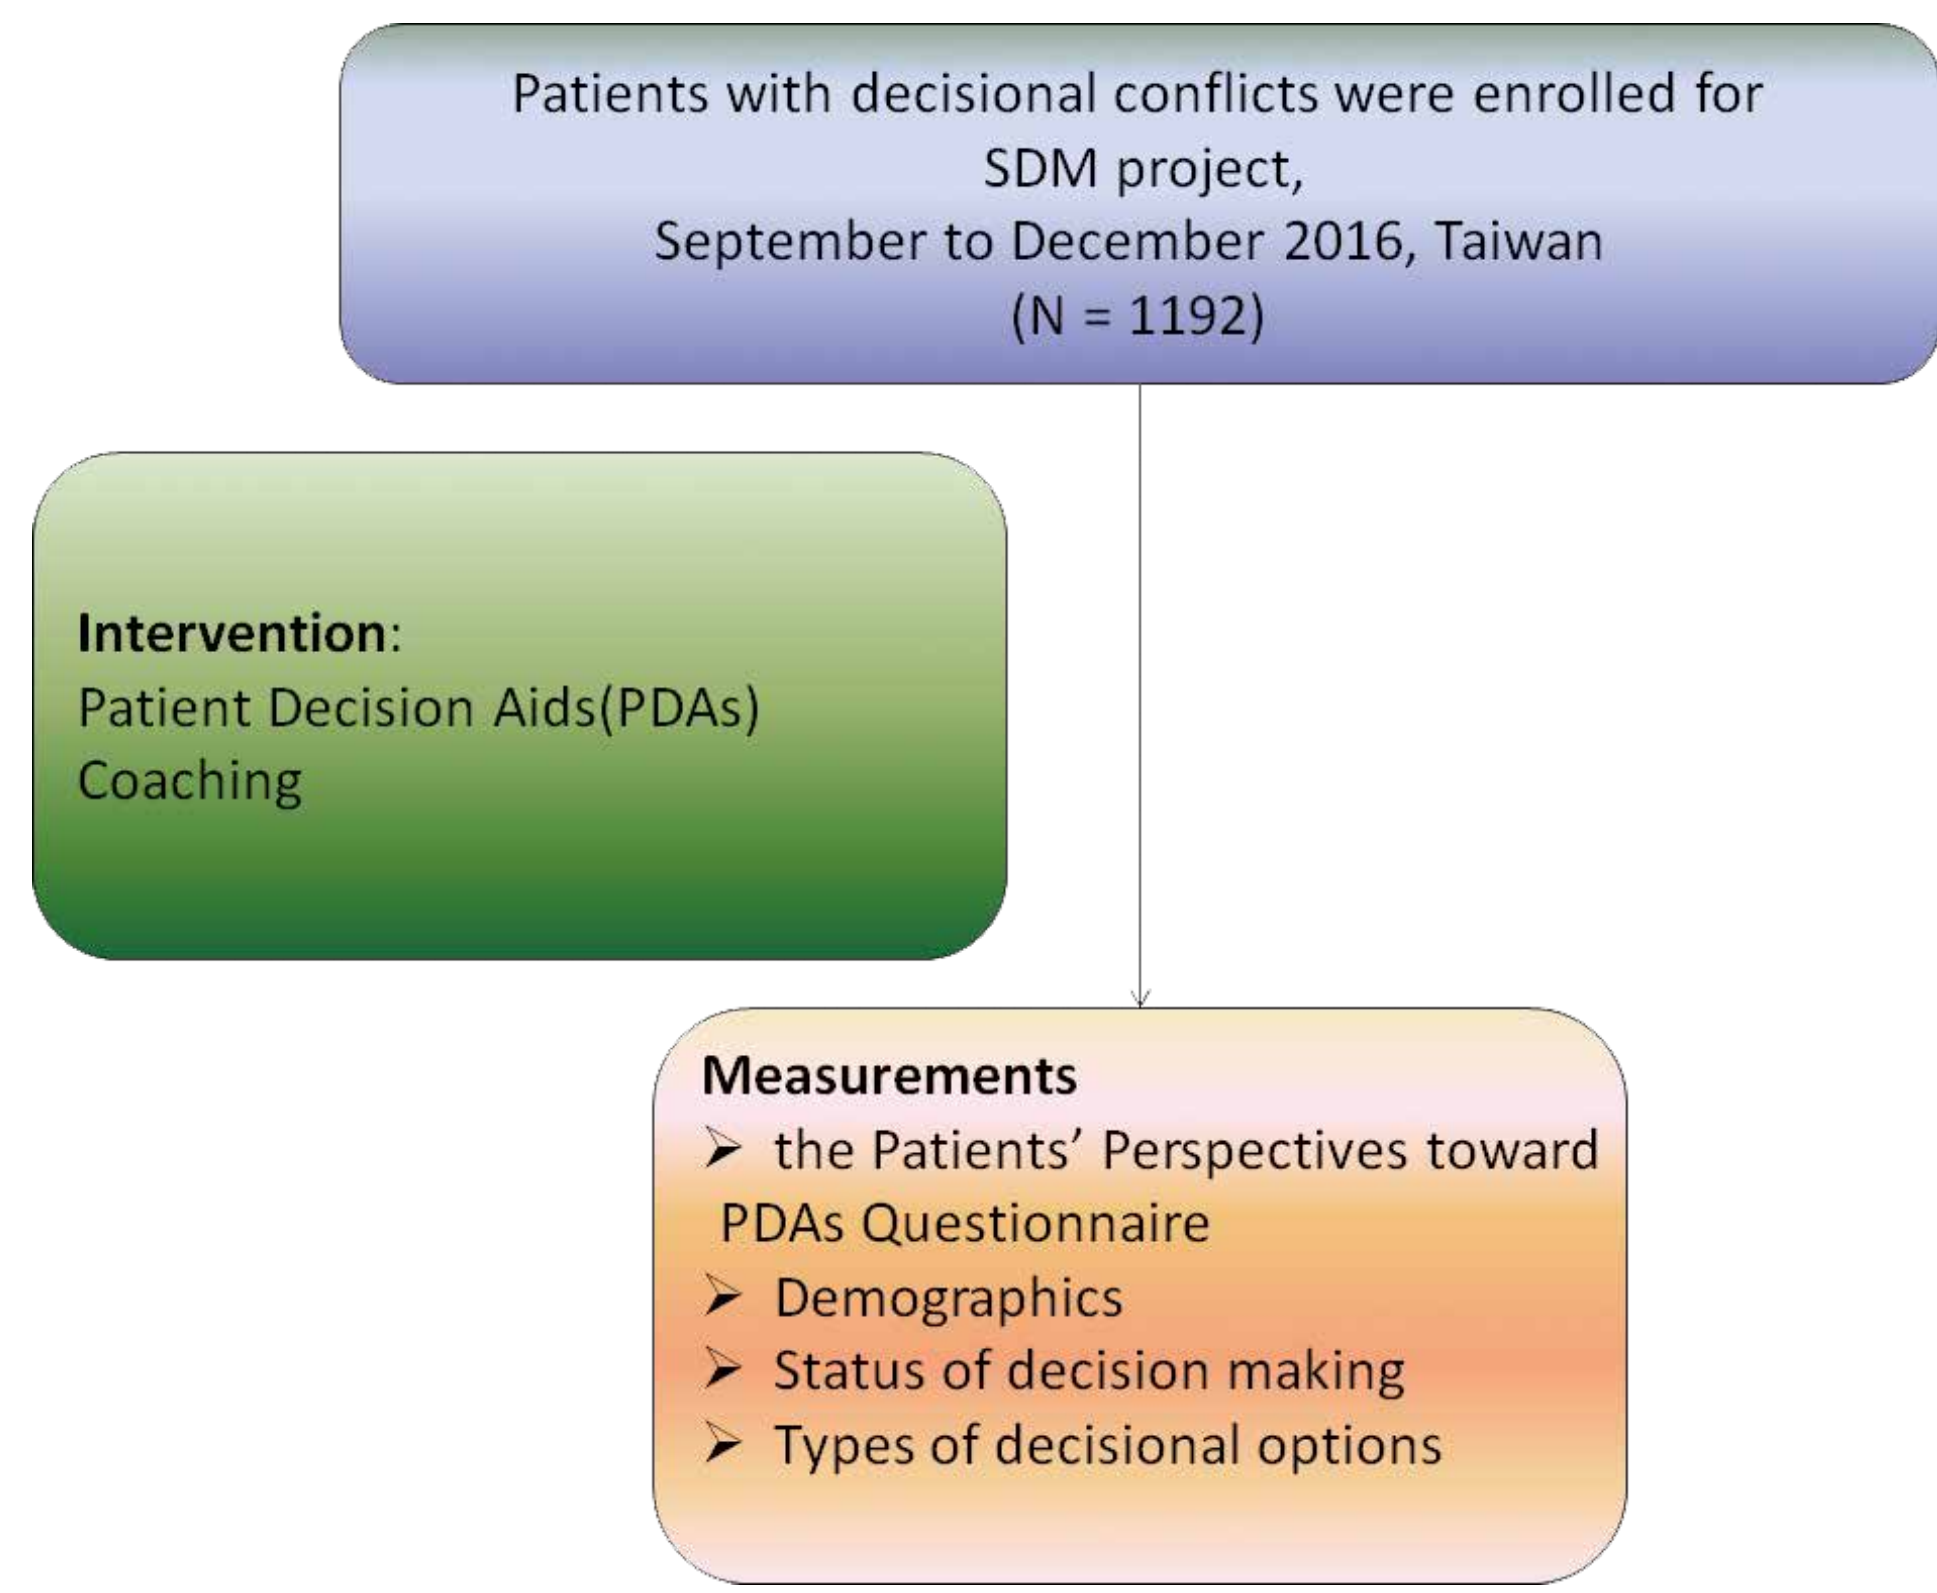 Patients with decisional conflicts were enrolled for
SDM project,
September to December 2016, Taiwan
(N = 1192)
Intervention:
Patient Decision Aids(PDAs)
Coaching
Measurements
➢ the Patients’ Perspectives toward
PDAs Questionnaire
➢ Demographics
➢ Status of decision making
➢ Types of decisional options